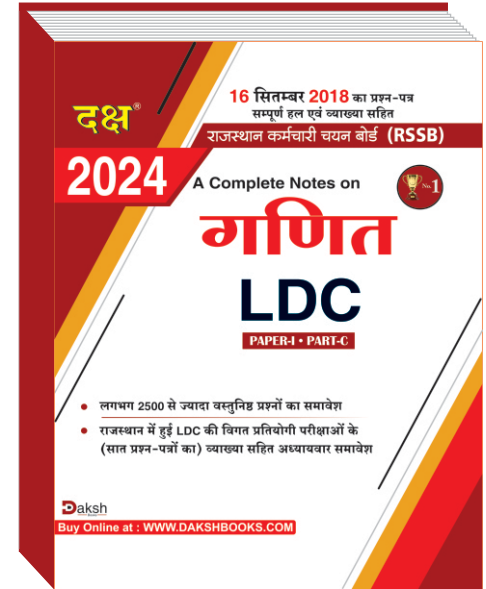 16 सितम्बर 2018 का प्रश्न-पत्र
सम्पूर्ण हल एवं व्याख्या सहित
दक्ष®
राजस्थान कर्मचारी चयन बोर्ड (RSSB)
2024
A Complete Notes on
No.1
गणित
LDC
PAPER-I • PART-C
• लगभग 2500 से ज्यादा वस्तुनिष्ठ प्रश्नों का समावेश
• राजस्थान में हुई LDC की विगत प्रतियोगी परीक्षाओं के
(सात प्रश्न-पत्रों का) व्याख्या सहित अध्यायवार समावेश
Daksh
Buy Online at : WWW.DAKSHBOOKS.COM